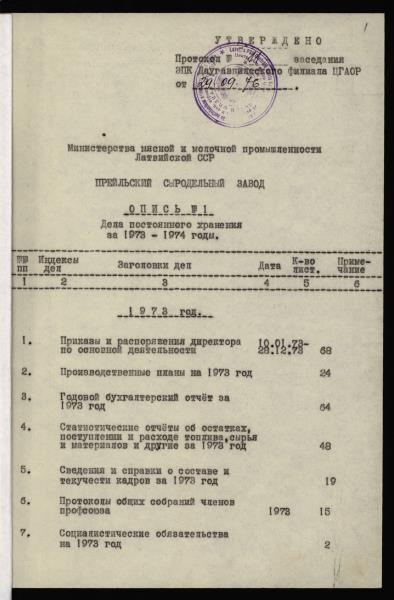 1
УТВЕРЖДЕНО
Протокол № заседания
ЭПК Даугавпилсского филиала ЦГАОР
от 29.09.76.
Министерства мясной и молочной промышленности
Латвийской ССР
ПРЕЙЛЬСКИЙ СЫРОДЕЛЬНЫЙ ЗАВОД
ОПИСЬ №1
Дела постоянного хранения
за 1973 - 1974 годы.
№№ пп Индексы дел Заголовки дел Дата К-во лист. Приме-чание
1 2 3 4 5 6
1973 год.
1. Приказы и распоряжения директора 10.01.73-
по основной деятельности 28.12.73 68
2. Производственные планы на 1973 год 24
3. Годовой бухгалтерский отчёт за
1973 год 64
4. Статистические отчёты об остатках,
поступлении и расходе топлива,сырья
и материалов и другие за 1973 год 48
5. Сведения и справки о составе и
текучести кадров за 1973 год 19
6. Протоколы общих собраний членов
профсоюза 1973 15
7. Социалистические обязательства
на 1973 год 2